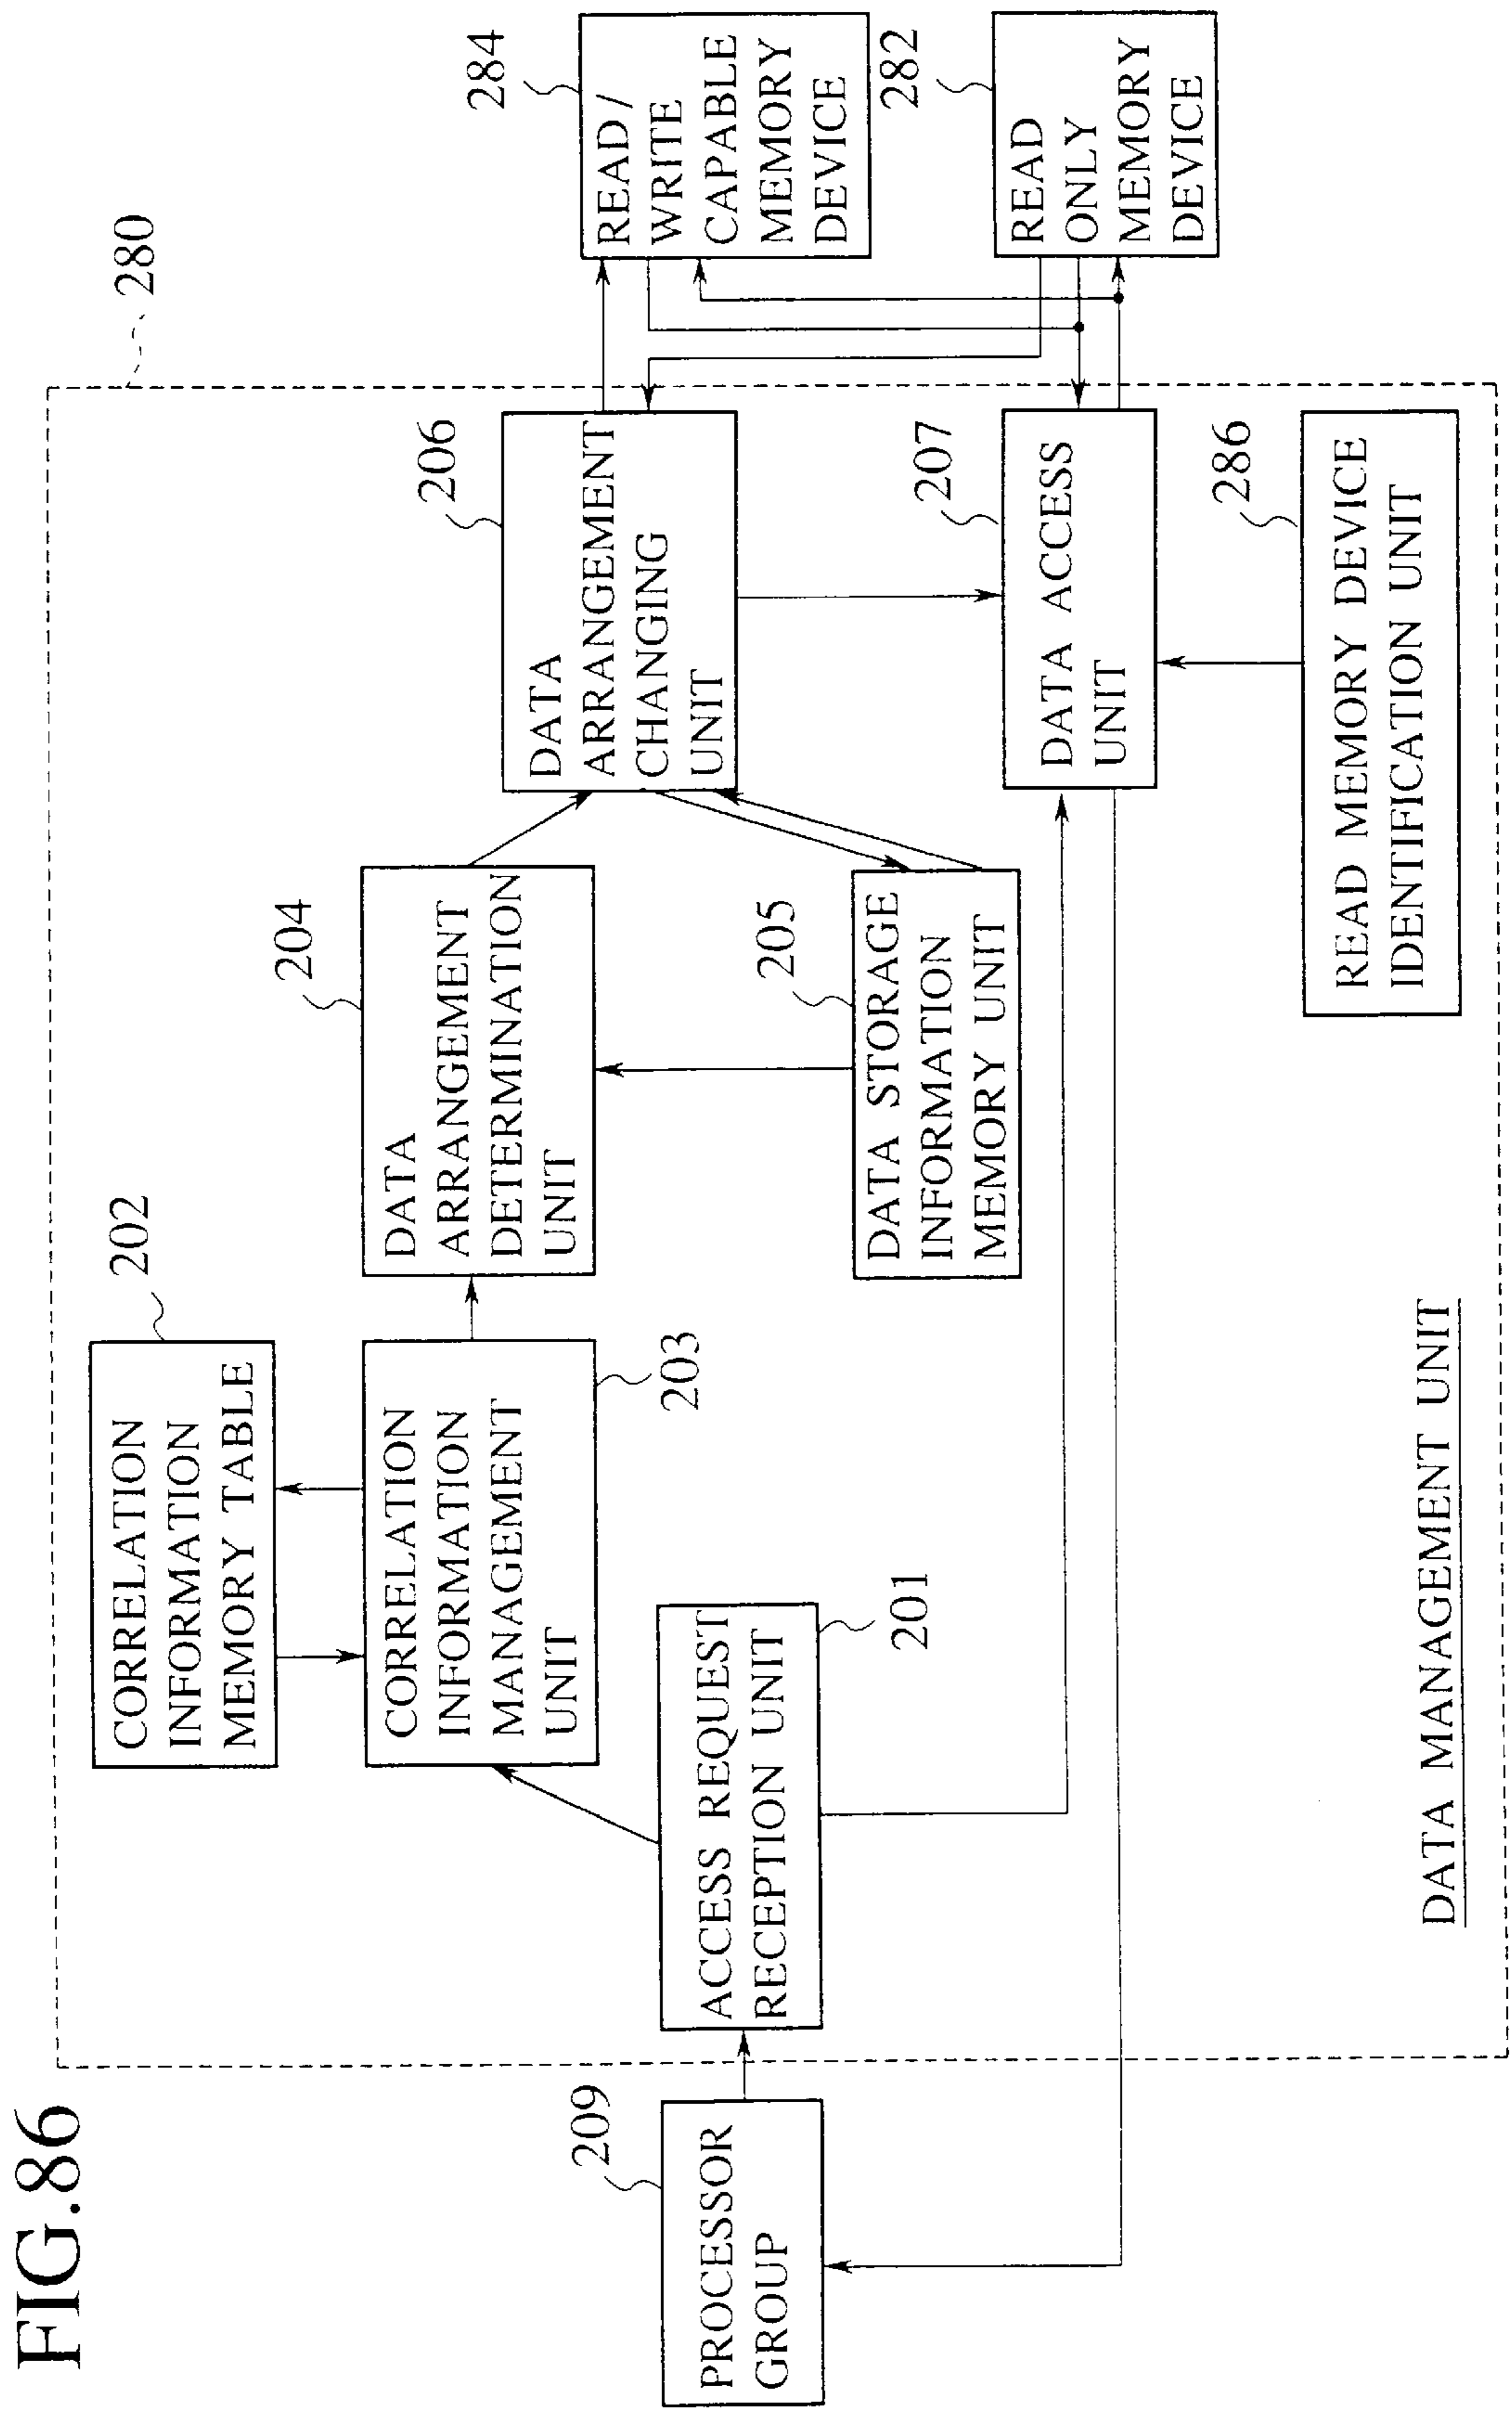 FIG.86
280
202
CORRELATION
INFORMATION
MEMORY TABLE
204
DATA
ARRANGEMENT
DETERMINATION
UNIT
206
DATA
ARRANGEMENT
CHANGING
UNIT
284
READ /
WRITE
CAPABLE
MEMORY
DEVICE
CORRELATION
INFORMATION
MANAGEMENT
UNIT
203
209
PROCESSOR
GROUP
ACCESS REQUEST
RECEPTION UNIT
201
205
DATA STORAGE
INFORMATION
MEMORY UNIT
207
DATA ACCESS
UNIT
282
READ
ONLY
MEMORY
DEVICE
286
READ MEMORY DEVICE
IDENTIFICATION UNIT
DATA MANAGEMENT UNIT